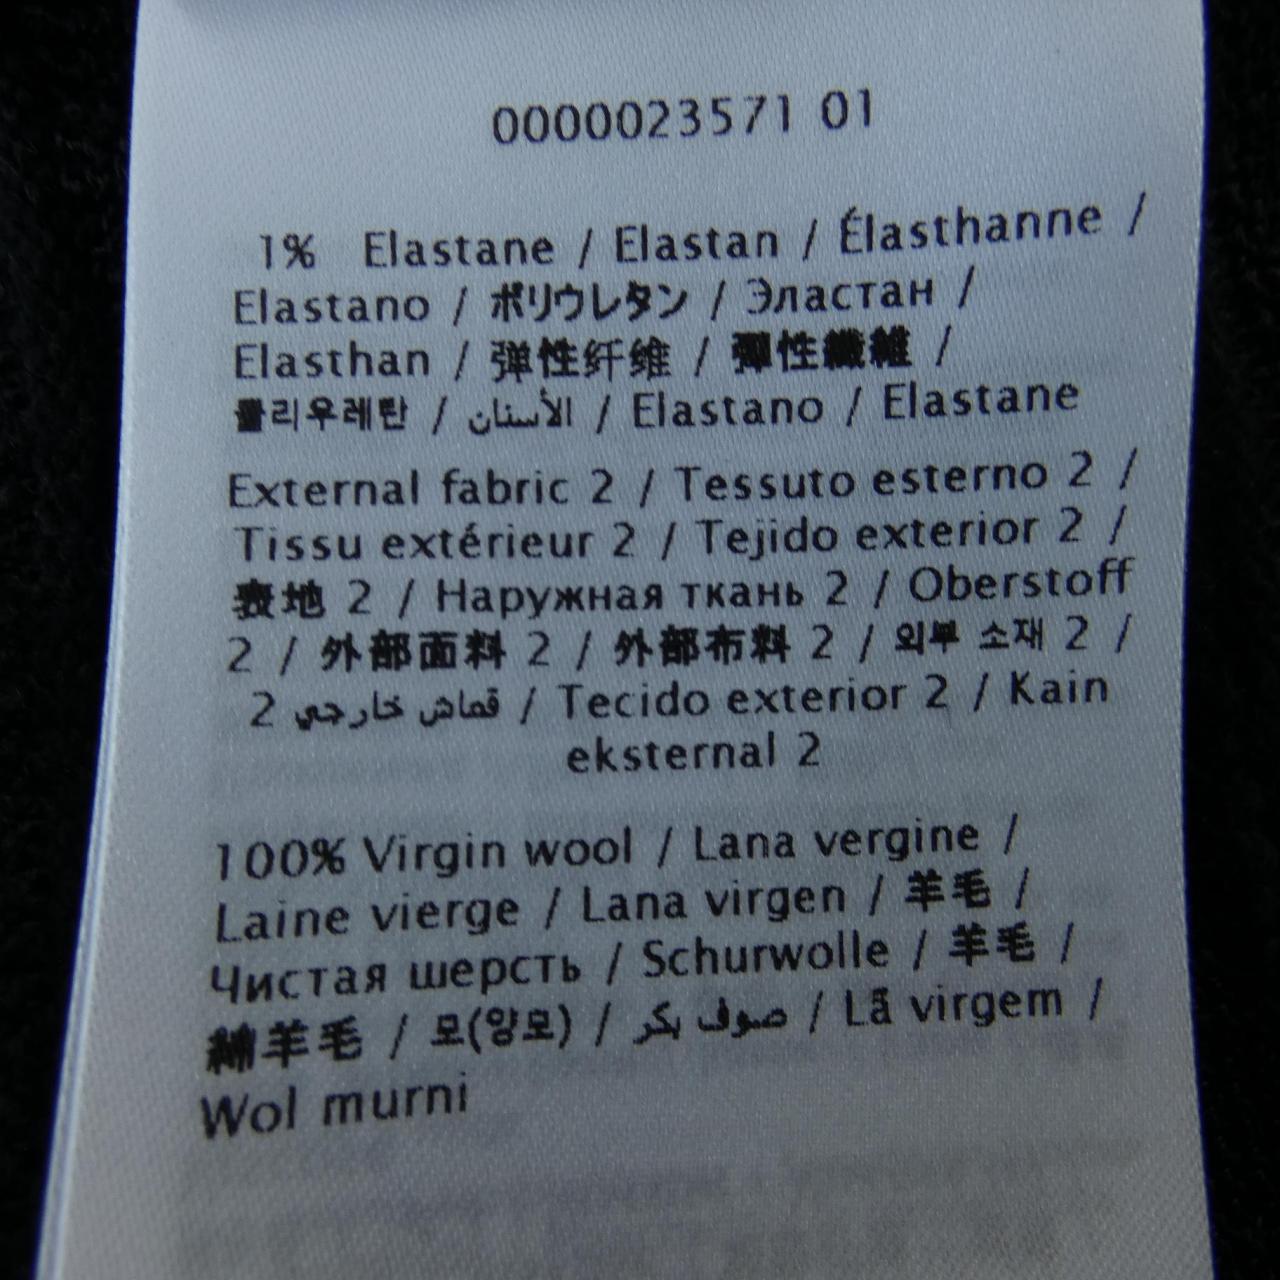 0000023571 01
1% Elastane / Elastan / Élasthanne /
Elastano / ポリウレタン / Эластан /
Elasthan / 弹性纤维 / 彈性纖維 /
폴리우레탄 / الأستان / Elastano / Elastane
External fabric 2 / Tessuto esterno 2 /
Tissu extérieur 2 / Tejido exterior 2 /
表地 2 / Наружная ткань 2 / Oberstoff
2 / 外部面料 2 / 外部布料 2 / 외부 소재 2 /
قماش خارجي 2 / Tecido exterior 2 / Kain
eksternal 2
100% Virgin wool / Lana vergine /
Laine vierge / Lana virgen / 羊毛 /
Чистая шерсть / Schurwolle / 羊毛 /
綿羊毛 / 모(양모) / صوف بكر / Lã virgem /
Wol murni